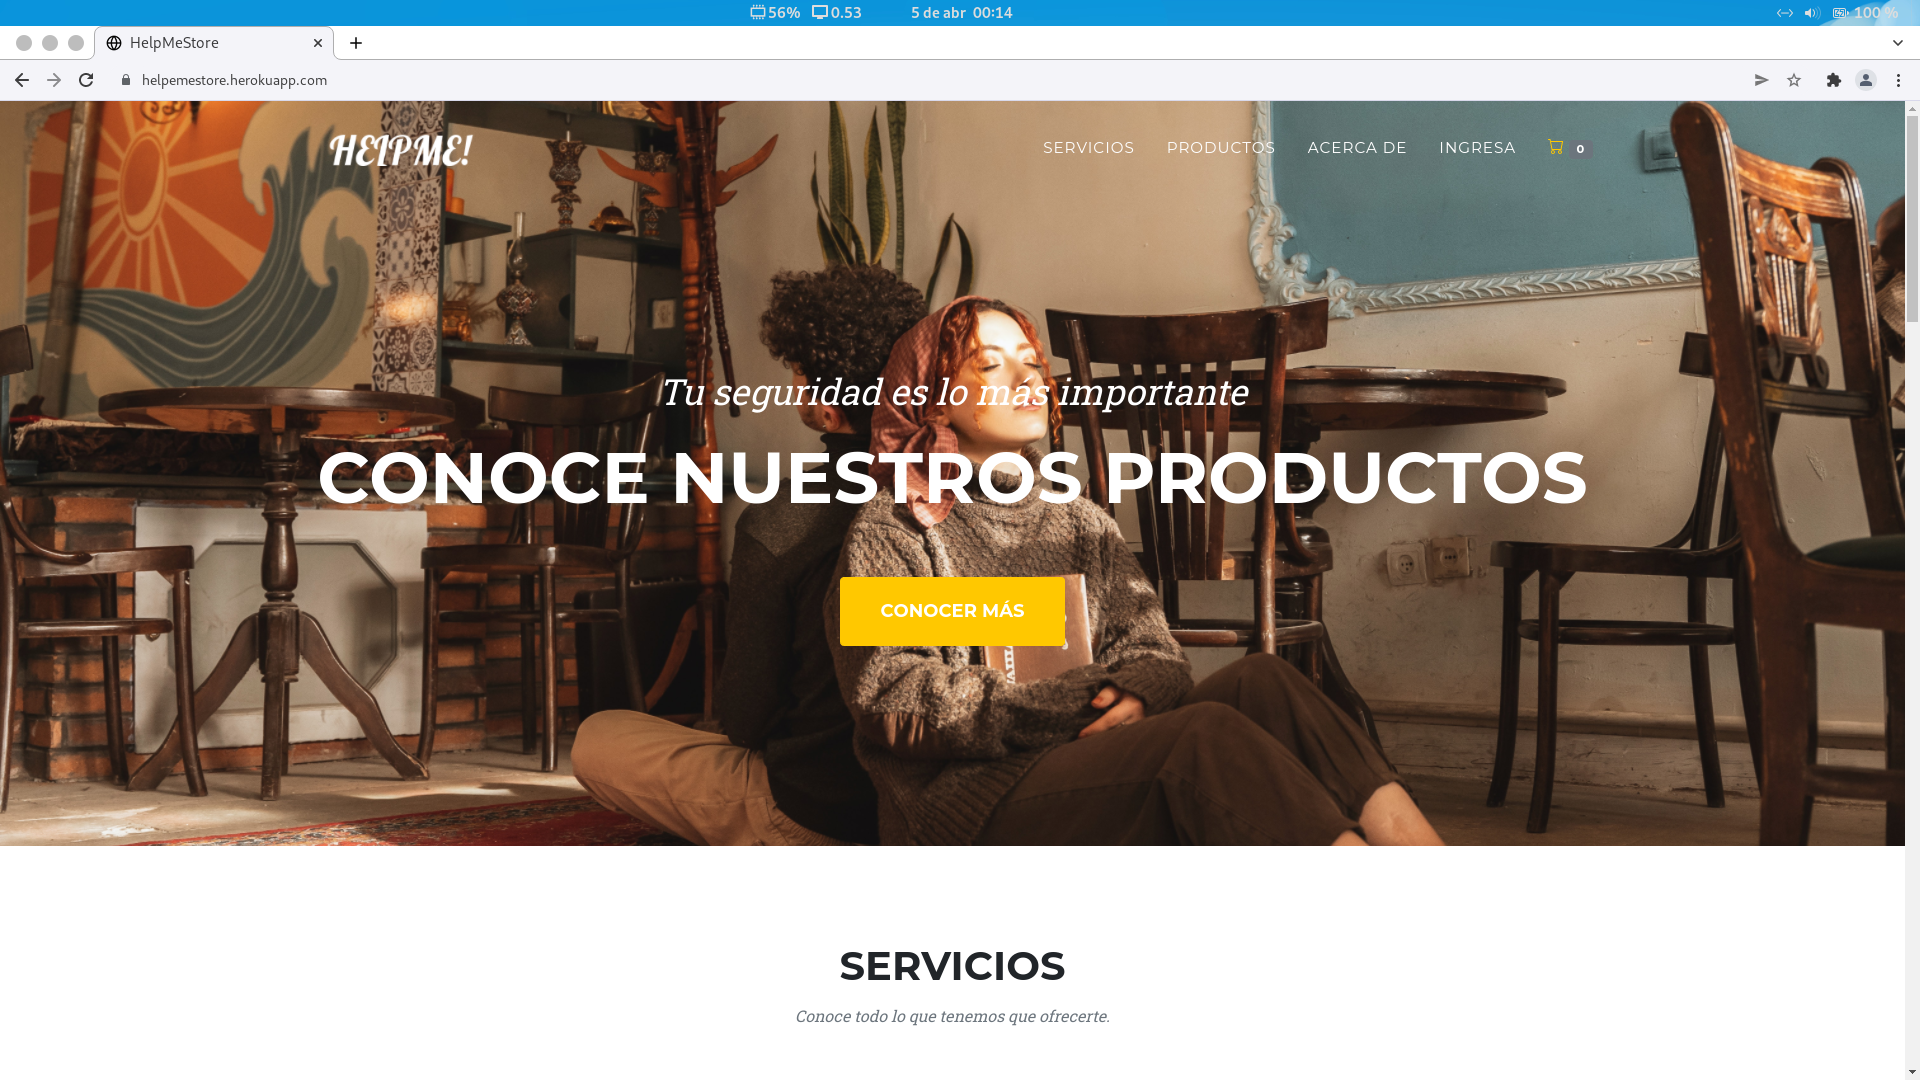 56% 0.53 5 de abr 00:14 100 %
HelpMeStore
helpemestore.herokuapp.com
HElPME!
SERVICIOS PRODUCTOS ACERCA DE INGRESA 0
Tu seguridad es lo más importante
CONOCE NUESTROS PRODUCTOS
CONOCER MÁS
SERVICIOS
Conoce todo lo que tenemos que ofrecerte.